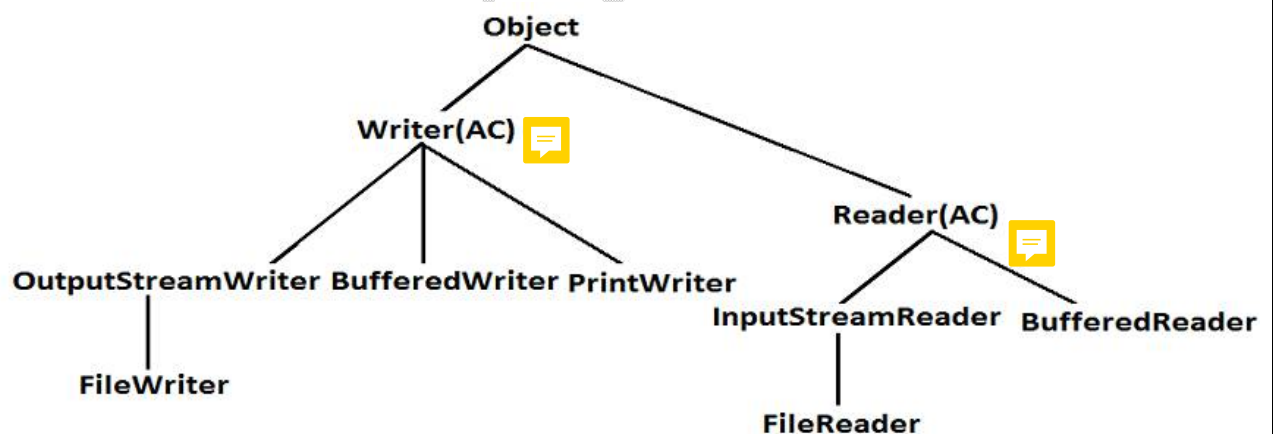 Object
Writer(AC)
Reader(AC)
OutputStreamWriter BufferedWriter PrintWriter
InputStreamReader BufferedReader
FileWriter
FileReader